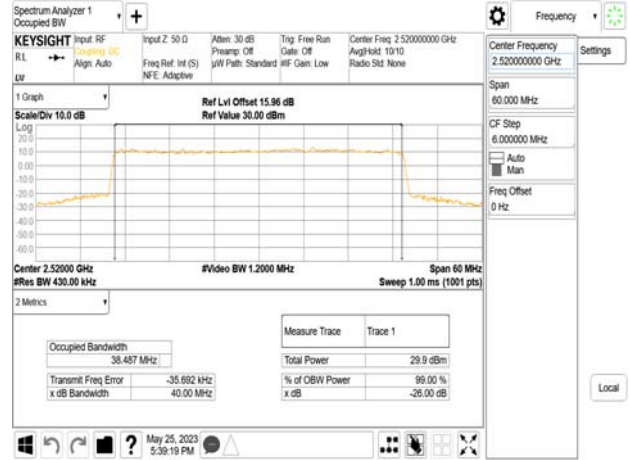 Spectrum Analyzer 1
Occupied BW
Frequency
KEYSIGHT
Input: RF
Coupling: DC
Align: Auto
Input Z: 50 Ω
Freq Ref: Int (S)
NFE: Adaptive
Atten: 30 dB
Preamp: Off
µW Path: Standard
Trig: Free Run
Gate: Off
#IF Gain: Low
Center Freq: 2.520000000 GHz
Avg|Hold: 10/10
Radio Std: None
RL
Center Frequency
2.520000000 GHz
Settings
Span
60.000 MHz
CF Step
6.000000 MHz
Auto
Man
Freq Offset
0 Hz
Local
1 Graph
Scale/Div 10.0 dB
Ref Lvl Offset 15.96 dB
Ref Value 30.00 dBm
Log
20.0
10.0
0.00
-10.0
-20.0
-30.0
-40.0
-50.0
-60.0
Center 2.52000 GHz
#Res BW 430.00 kHz
#Video BW 1.2000 MHz
Span 60 MHz
Sweep 1.00 ms (1001 pts)
2 Metrics
Occupied Bandwidth
38.487 MHz
Transmit Freq Error -35.692 kHz
x dB Bandwidth 40.00 MHz
Measure Trace Trace 1
Total Power 29.9 dBm
% of OBW Power 99.00 %
x dB -26.00 dB
May 25, 2023
5:39:19 PM